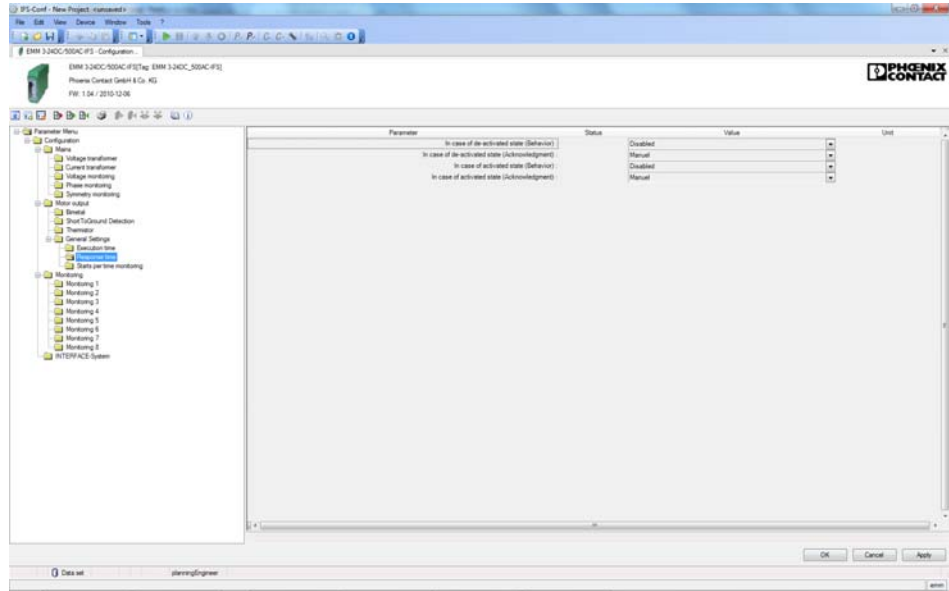 IFS-Conf - New Project <unsaved>
File Edit View Device Window Tools ?
EMM 3-24DC/500AC-IFS - Configuration...
EMM 3-24DC/500AC-IFS[Tag: EMM 3-24DC_500AC-IFS]
Phoenix Contact GmbH & Co. KG
FW: 1.04 / 2010-12-06
PHŒNIX
CONTACT
Parameter Menu
Configuration
Mains
Voltage transformer
Current transformer
Voltage monitoring
Phase monitoring
Symmetry monitoring
Motor output
Bimetal
ShortToGround Detection
Thermistor
General Settings
Execution time
Response time
Starts per time monitoring
Monitoring
Monitoring 1
Monitoring 2
Monitoring 3
Monitoring 4
Monitoring 5
Monitoring 6
Monitoring 7
Monitoring 8
INTERFACE-System
Parameter Status Value Unit
In case of de-activated state (Behavior) Disabled
In case of de-activated state (Acknowledgment) Manual
In case of activated state (Behavior) Disabled
In case of activated state (Acknowledgment) Manual
OK Cancel Apply
Data set planningEngineer
emm